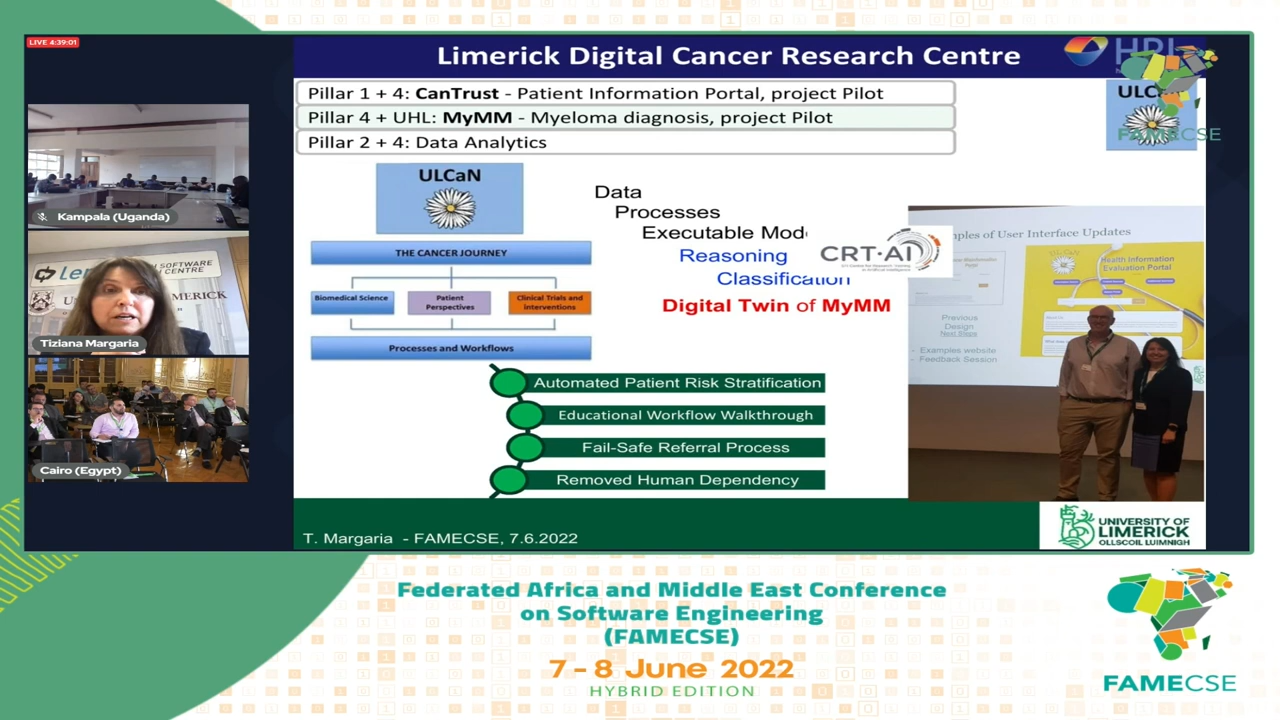 LIVE 4:39:01
Limerick Digital Cancer Research Centre
Pillar 1 + 4: CanTrust - Patient Information Portal, project Pilot
Pillar 4 + UHL: MyMM - Myeloma diagnosis, project Pilot
Pillar 2 + 4: Data Analytics
FAMECSE
Kampala (Uganda)
Tiziana Margaria
Cairo (Egypt)
ULCaN
THE CANCER JOURNEY
Biomedical Science
Patient
Perspectives
Clinical Trials and
Interventions
Processes and Workflows
Data
Processes
Executable
Reasoning
Classification
Digital Twin of MyMM
CRT-AI
of User Interface Updates
Health Information
Evaluation Portal
Previous
Design
Next Steps
- Examples website
- Feedback Session
Automated Patient Risk Stratification
Educational Workflow Walkthrough
Fail-Safe Referral Process
Removed Human Dependency
T. Margaria - FAMECSE, 7.6.2022
UNIVERSITY OF
LIMERICK
OLLSCOIL LUIMNIGH
Federated Africa and Middle East Conference
on Software Engineering
(FAMECSE)
7 - 8 June 2022
HYBRID EDITION
FAMECSE